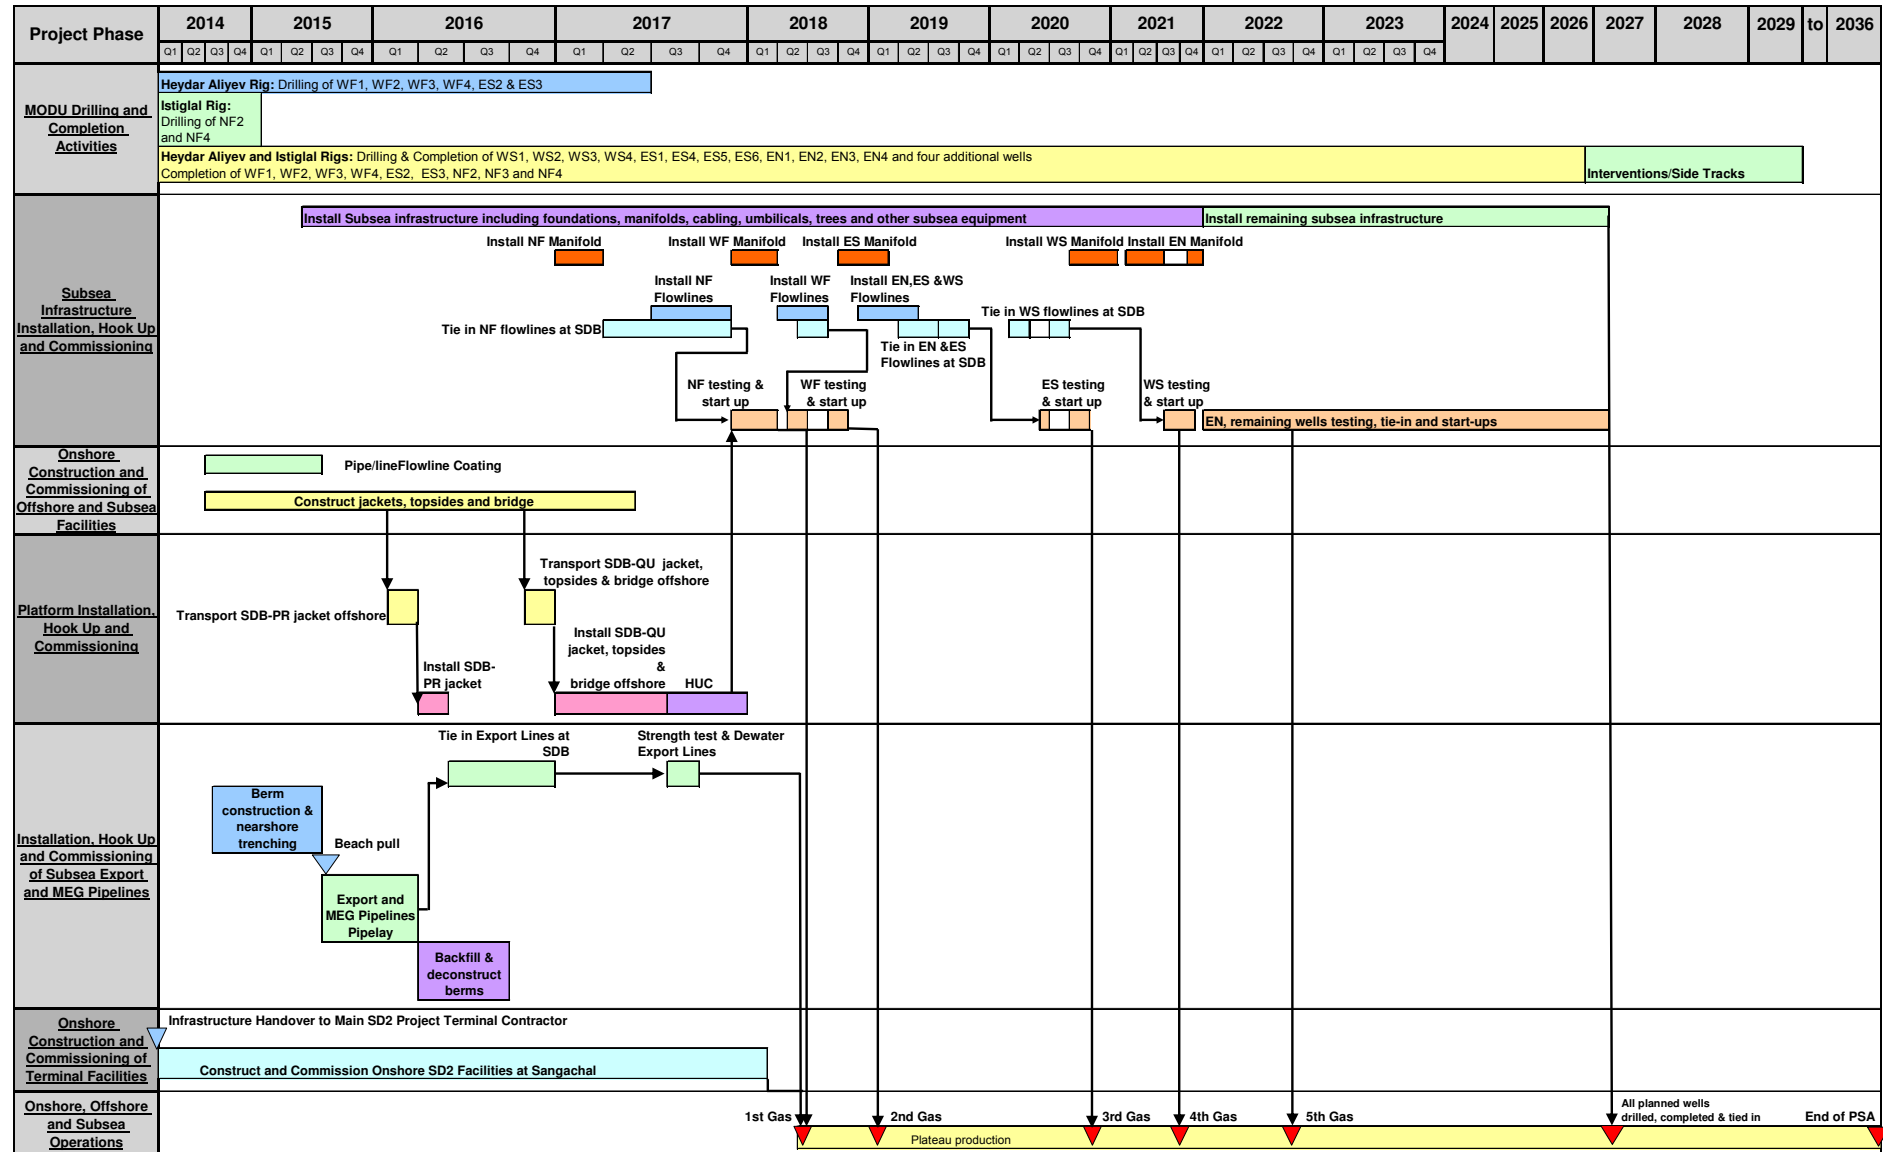 Project Phase
2014 2015 2016 2017 2018 2019 2020 2021 2022 2023 2024 2025 2026 2027 2028 2029 to 2036
Q1 Q2 Q3 Q4 Q1 Q2 Q3 Q4 Q1 Q2 Q3 Q4 Q1 Q2 Q3 Q4 Q1 Q2 Q3 Q4 Q1 Q2 Q3 Q4 Q1 Q2 Q3 Q4 Q1 Q2 Q3 Q4 Q1 Q2 Q3 Q4 Q1 Q2 Q3 Q4
MODU Drilling and
Completion
Activities
Heydar Aliyev Rig: Drilling of WF1, WF2, WF3, WF4, ES2 & ES3
Istiglal Rig:
Drilling of NF2
and NF4
Heydar Aliyev and Istiglal Rigs: Drilling & Completion of WS1, WS2, WS3, WS4, ES1, ES4, ES5, ES6, EN1, EN2, EN3, EN4 and four additional wells
Completion of WF1, WF2, WF3, WF4, ES2, ES3, NF2, NF3 and NF4
Interventions/Side Tracks
Subsea
Infrastructure
Installation, Hook Up
and Commissioning
Install Subsea infrastructure including foundations, manifolds, cabling, umbilicals, trees and other subsea equipment
Install remaining subsea infrastructure
Install NF Manifold
Install WF Manifold
Install ES Manifold
Install WS Manifold
Install EN Manifold
Install NF
Flowlines
Install WF
Flowlines
Install EN,ES &WS
Flowlines
Tie in NF flowlines at SDB
Tie in WS flowlines at SDB
Tie in EN &ES
Flowlines at SDB
NF testing &
start up
WF testing
& start up
ES testing
& start up
WS testing
& start up
EN, remaining wells testing, tie-in and start-ups
Onshore
Construction and
Commissioning of
Offshore and Subsea
Facilities
Pipe/lineFlowline Coating
Construct jackets, topsides and bridge
Platform Installation,
Hook Up and
Commissioning
Transport SDB-PR jacket offshore
Transport SDB-QU jacket,
topsides & bridge offshore
Install SDB-
PR jacket
Install SDB-QU
jacket, topsides
&
bridge offshore
HUC
Installation, Hook Up
and Commissioning
of Subsea Export
and MEG Pipelines
Tie in Export Lines at
SDB
Strength test & Dewater
Export Lines
Berm
construction &
nearshore
trenching
Beach pull
Export and
MEG Pipelines
Pipelay
Backfill &
deconstruct
berms
Onshore
Construction and
Commissioning of
Terminal Facilities
Infrastructure Handover to Main SD2 Project Terminal Contractor
Construct and Commission Onshore SD2 Facilities at Sangachal
Onshore, Offshore
and Subsea
Operations
1st Gas
2nd Gas
3rd Gas
4th Gas
5th Gas
All planned wells
drilled, completed & tied in
End of PSA
Plateau production